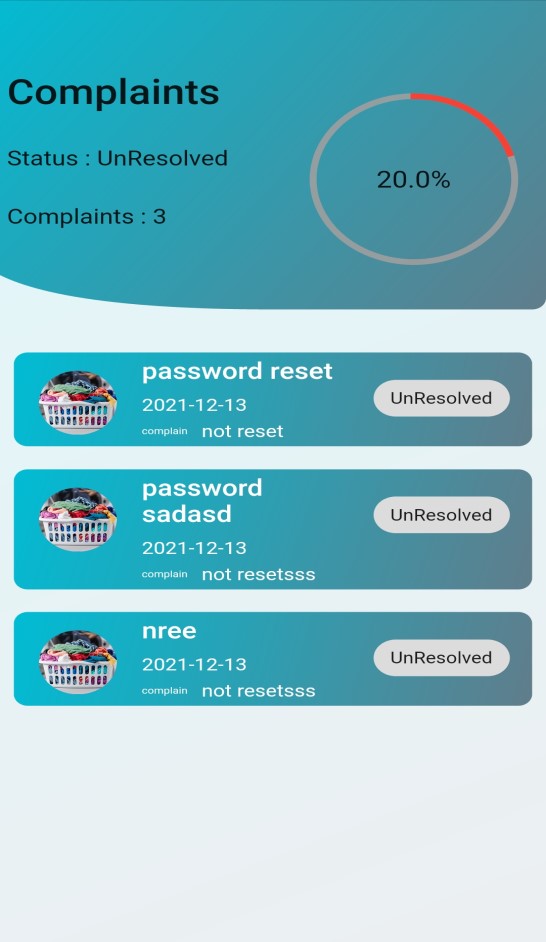 Complaints
Status : UnResolved
Complaints : 3
20.0%
password reset
2021-12-13
complain not reset
UnResolved
password
sadasd
2021-12-13
complain not resetsss
UnResolved
nree
2021-12-13
complain not resetsss
UnResolved